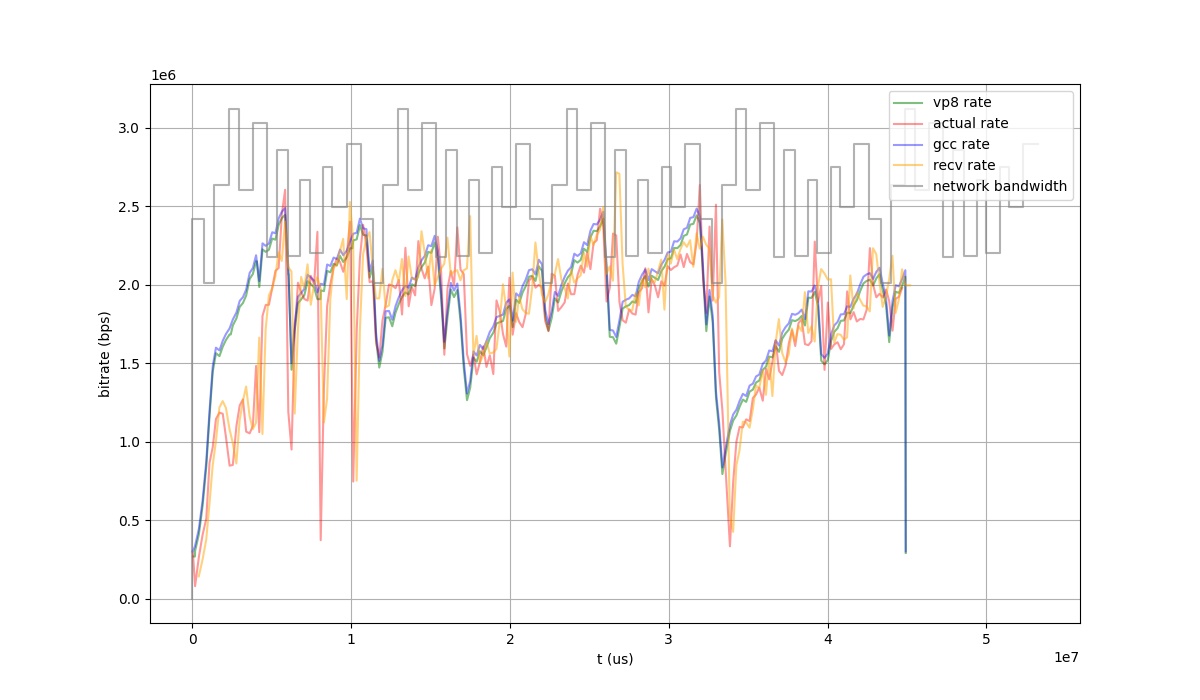 1e6
3.0
2.5
2.0
1.5
1.0
0.5
0.0
bitrate (bps)
vp8 rate
actual rate
gcc rate
recv rate
network bandwidth
0 1 2 3 4 5
t (us)
1e7